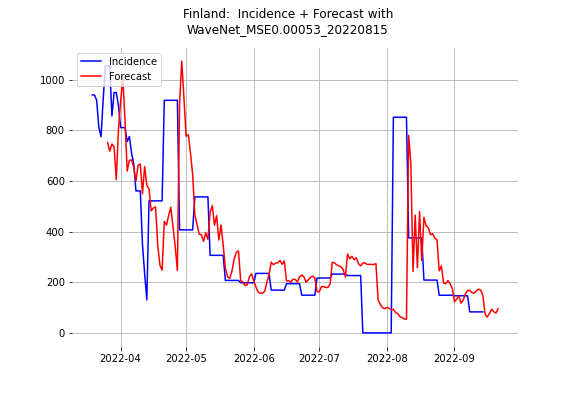 Finland:  Incidence + Forecast with
WaveNet_MSE0.00053_20220815
Incidence
Forecast
1000
800
600
400
200
0
2022-04 2022-05 2022-06 2022-07 2022-08 2022-09